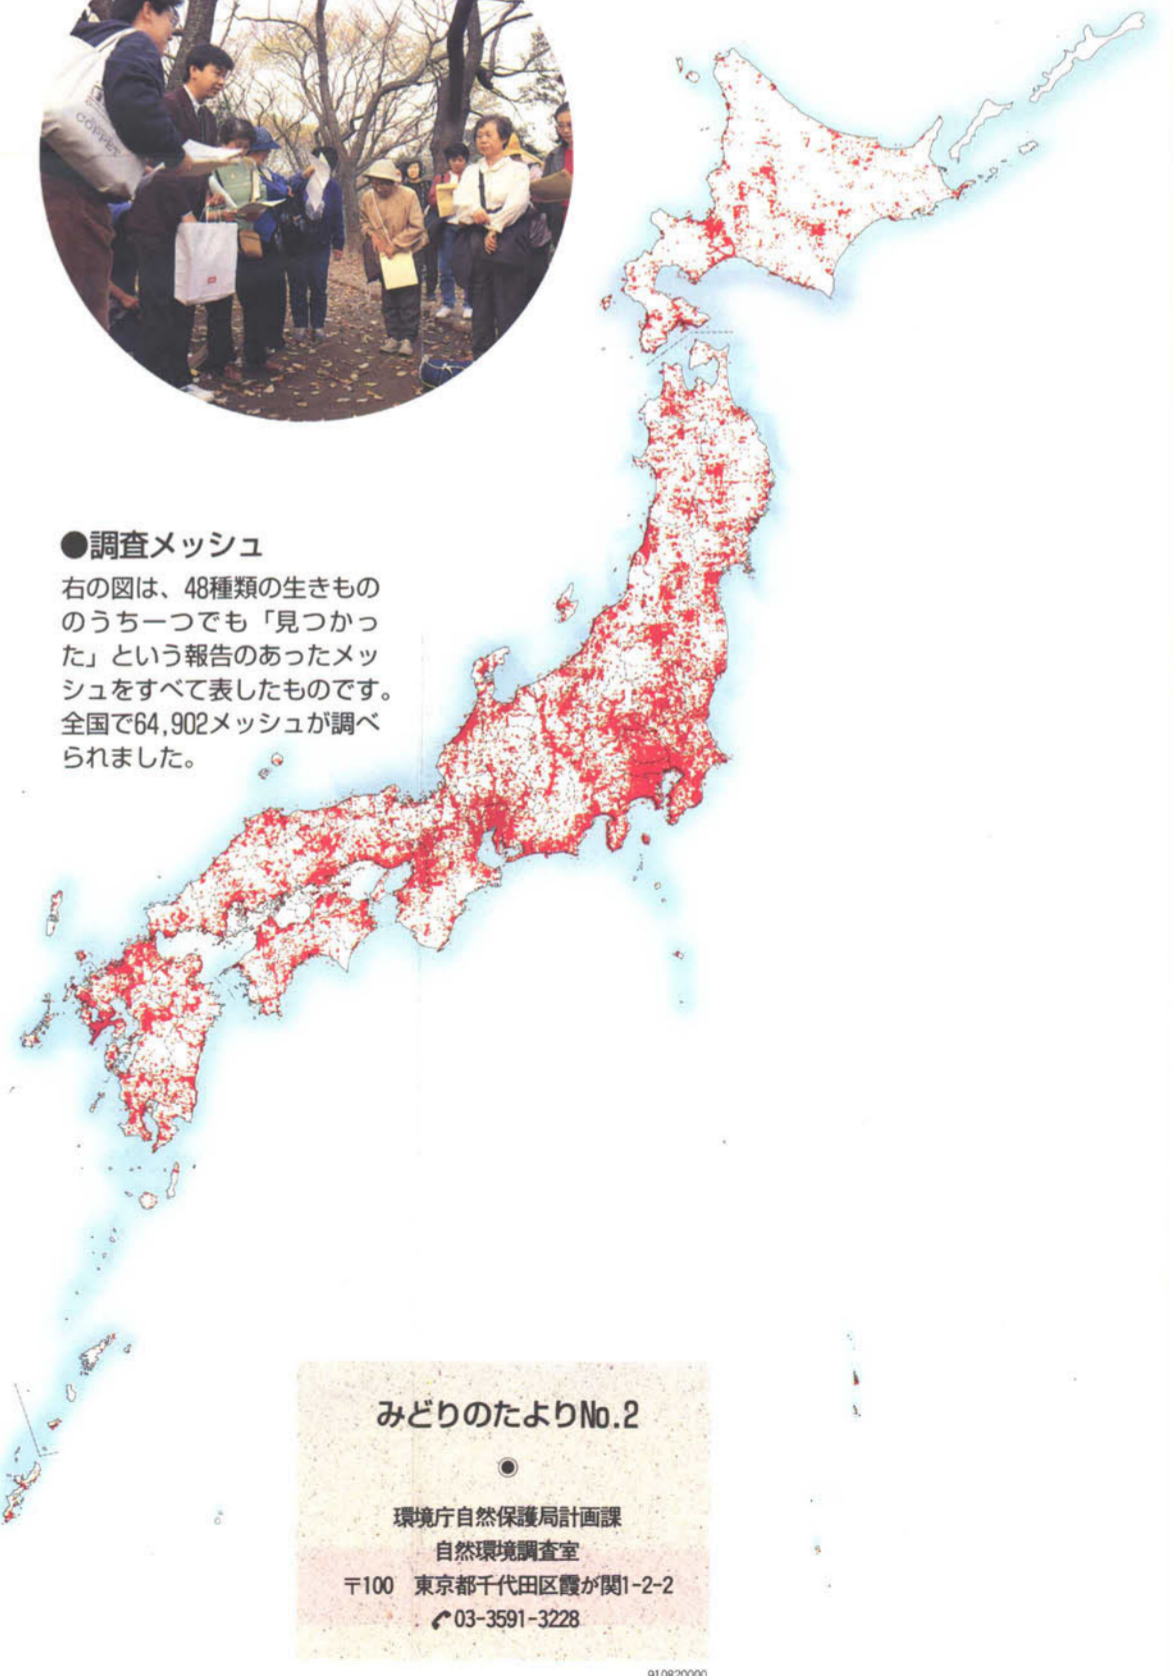 COPPET
●調査メッシュ
右の図は、48種類の生きもの
のうち一つでも「見つかっ
た」という報告のあったメッ
シュをすべて表したものです。
全国で64,902メッシュが調べ
られました。
みどりのたよりNo.2
環境庁自然保護局計画課
自然環境調査室
〒100 東京都千代田区霞が関1-2-2
03-3591-3228
910820000